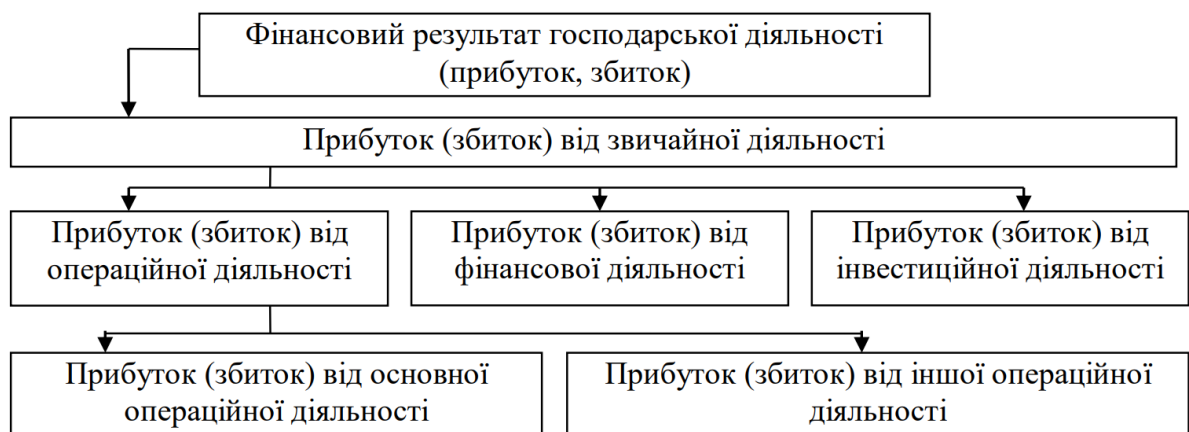 Фінансовий результат господарської діяльності
(прибуток, збиток)
Прибуток (збиток) від звичайної діяльності
Прибуток (збиток) від
операційної діяльності
Прибуток (збиток) від
фінансової діяльності
Прибуток (збиток) від
інвестиційної діяльності
Прибуток (збиток) від основної
операційної діяльності
Прибуток (збиток) від іншої операційної
діяльності